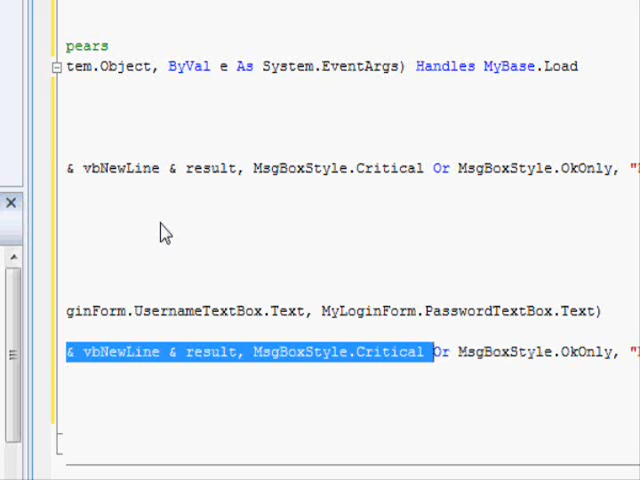 pears
tem.Object, ByVal e As System.EventArgs) Handles MyBase.Load
& vbNewLine & result, MsgBoxStyle.Critical Or MsgBoxStyle.OkOnly, "
ginForm.UsernameTextBox.Text, MyLoginForm.PasswordTextBox.Text)
& vbNewLine & result, MsgBoxStyle.Critical Or MsgBoxStyle.OkOnly, "